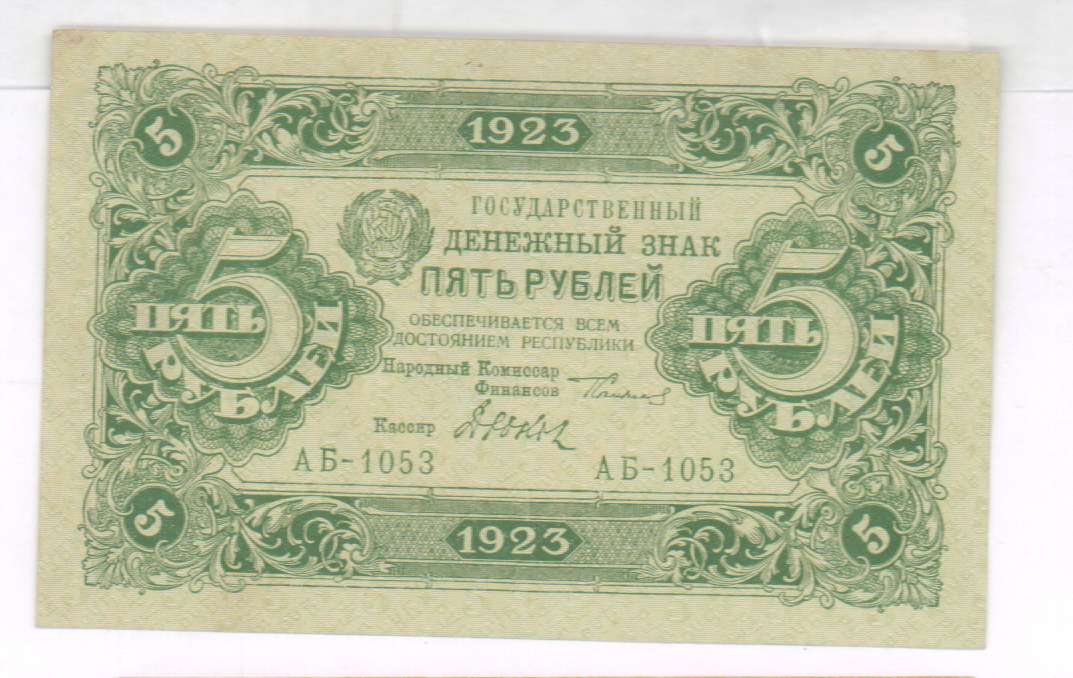 1923
5
5
ГОСУДАРСТВЕННЫЙ
ДЕНЕЖНЫЙ ЗНАК
ПЯТЬ РУБЛЕЙ
5
ПЯТЬ
РУБЛЕЙ
5
ПЯТЬ
РУБЛЕЙ
ОБЕСПЕЧИВАЕТСЯ ВСЕМ
ДОСТОЯНИЕМ РЕСПУБЛИКИ
Народный Комиссар
Финансов
Кассир
АБ-1053
АБ-1053
5
5
1923